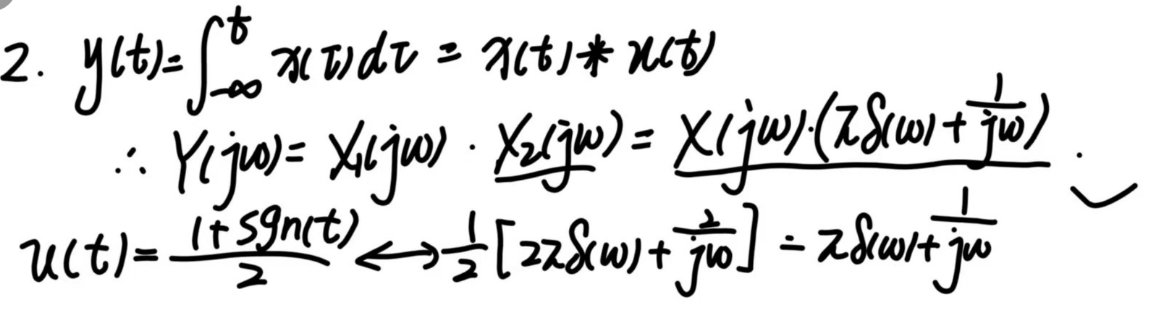 2. y(t)=∫_{-∞}^{t} x(τ)dτ = x(t) * u(t)
∴ Y(jω)= X₁(jω) · X₂(jω) = X(jω)·(πδ(ω)+ 1/jω) .
u(t)= (1+sgn(t))/2 ↔ 1/2 [2πδ(ω)+ 2/jω] = πδ(ω)+ 1/jω